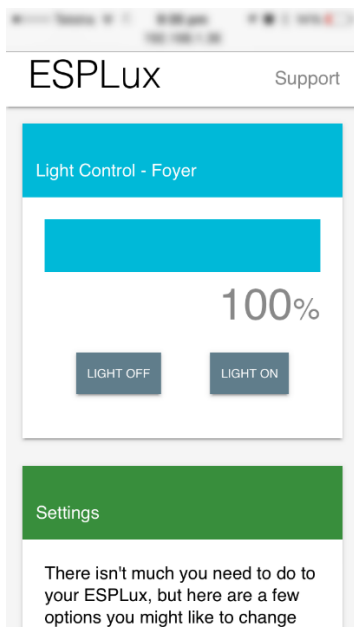 ESPLux
Support
Light Control - Foyer
100%
LIGHT OFF
LIGHT ON
Settings
There isn't much you need to do to
your ESPLux, but here are a few
options you might like to change